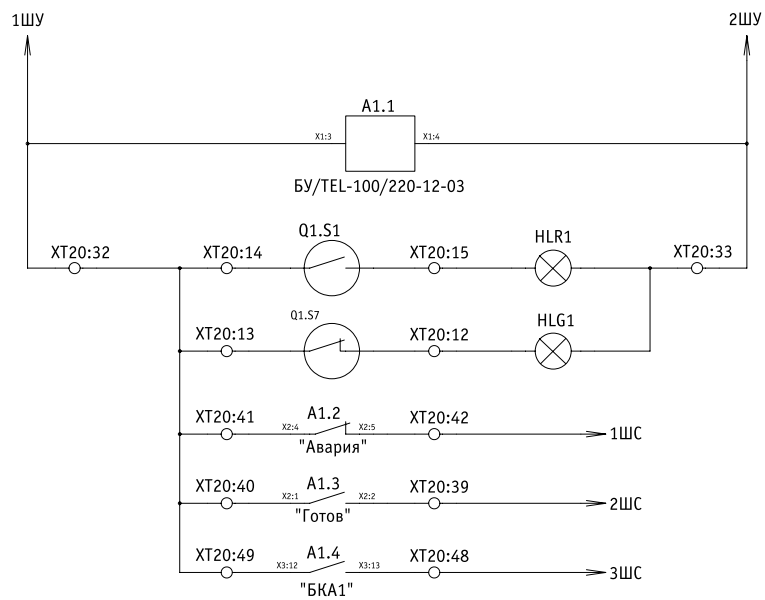 1ШУ
2ШУ
A1.1
X1:3
X1:4
БУ/TEL-100/220-12-03
XT20:32
XT20:14
Q1.S1
XT20:15
HLR1
XT20:33
XT20:13
Q1.S7
XT20:12
HLG1
XT20:41
X2:4
A1.2
X2:5
XT20:42
"Авария"
1ШС
XT20:40
X2:1
A1.3
X2:2
XT20:39
"Готов"
2ШС
XT20:49
X3:12
A1.4
X3:13
XT20:48
"БКА1"
3ШС